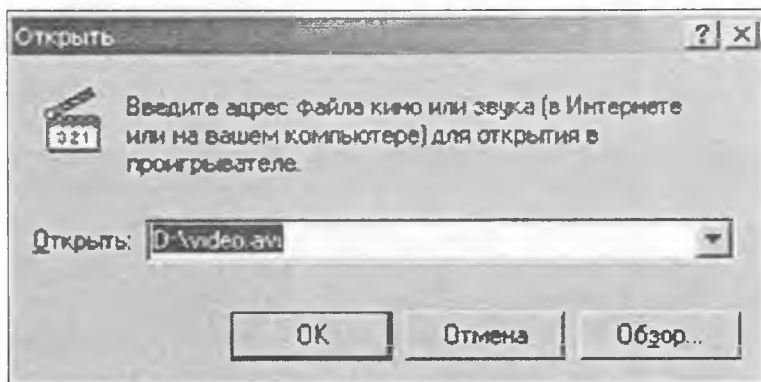 Открыть
Введите адрес файла кино или звука (в Интернете
или на вашем компьютере) для открытия в
проигрывателе.
321
Открыть: D:\video.avi
OK Отмена Обзор...